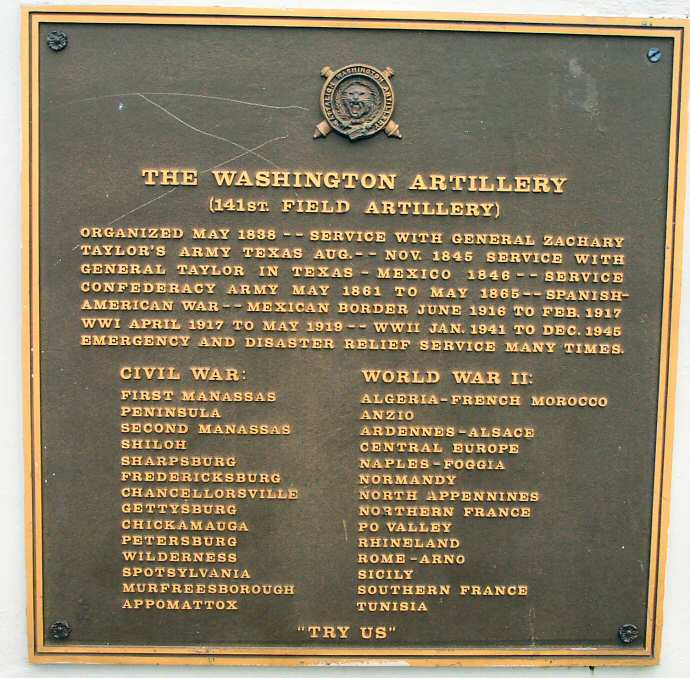 BATTALION WASHINGTON ARTILLERY
THE WASHINGTON ARTILLERY
(141ST. FIELD ARTILLERY)
ORGANIZED MAY 1838 -- SERVICE WITH GENERAL ZACHARY
TAYLOR'S ARMY TEXAS AUG.-- NOV. 1845 SERVICE WITH
GENERAL TAYLOR IN TEXAS - MEXICO 1846 -- SERVICE
CONFEDERACY ARMY MAY 1861 TO MAY 1865--SPANISH-
AMERICAN WAR--MEXICAN BORDER JUNE 1916 TO FEB. 1917
WWI APRIL 1917 TO MAY 1919--WWII JAN. 1941 TO DEC. 1945
EMERGENCY AND DISASTER RELIEF SERVICE MANY TIMES.
CIVIL WAR:
FIRST MANASSAS
PENINSULA
SECOND MANASSAS
SHILOH
SHARPSBURG
FREDERICKSBURG
CHANCELLORSVILLE
GETTYSBURG
CHICKAMAUGA
PETERSBURG
WILDERNESS
SPOTSYLVANIA
MURFREESBOROUGH
APPOMATTOX
WORLD WAR II:
ALGERIA-FRENCH MOROCCO
ANZIO
ARDENNES-ALSACE
CENTRAL EUROPE
NAPLES-FOGGIA
NORMANDY
NORTH APPENNINES
NORTHERN FRANCE
PO VALLEY
RHINELAND
ROME-ARNO
SICILY
SOUTHERN FRANCE
TUNISIA
"TRY US"